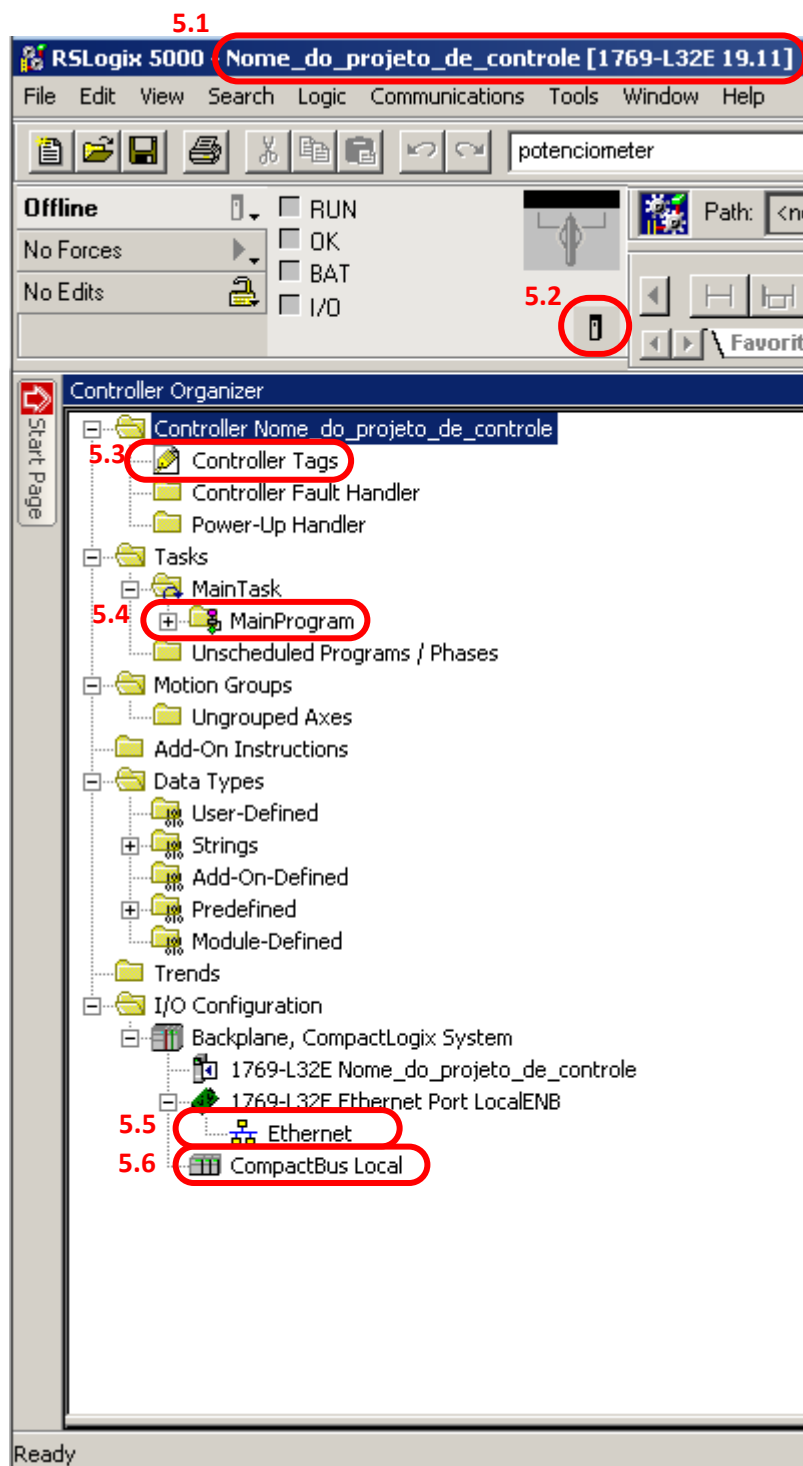 5.1
RSLogix 5000 - Nome_do_projeto_de_controle [1769-L32E 19.11]
File Edit View Search Logic Communications Tools Window Help
potenciometer
Offline
RUN
Path:
No Forces
OK
BAT
No Edits
I/O
5.2
Favorit
Controller Organizer
Start Page
Controller Nome_do_projeto_de_controle
5.3 Controller Tags
Controller Fault Handler
Power-Up Handler
Tasks
MainTask
5.4 MainProgram
Unscheduled Programs / Phases
Motion Groups
Ungrouped Axes
Add-On Instructions
Data Types
User-Defined
Strings
Add-On-Defined
Predefined
Module-Defined
Trends
I/O Configuration
Backplane, CompactLogix System
1769-L32E Nome_do_projeto_de_controle
1769-L32E Ethernet Port LocalENB
5.5 Ethernet
5.6 CompactBus Local
Ready